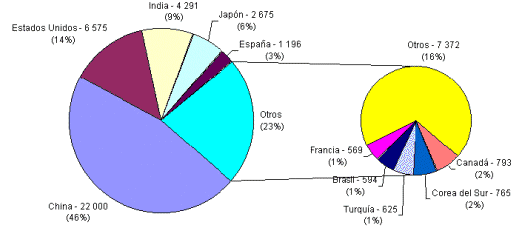 India - 4 291
(9%)
Japón - 2 675
(6%)
Estados Unidos - 6 575
(14%)
España - 1 196
(3%)
Otros
(23%)
China - 22 000
(46%)
Otros - 7 372
(16%)
Francia - 569
(1%)
Brasil - 594
(1%)
Turquía - 625
(1%)
Corea del Sur - 765
(2%)
Canadá - 793
(2%)